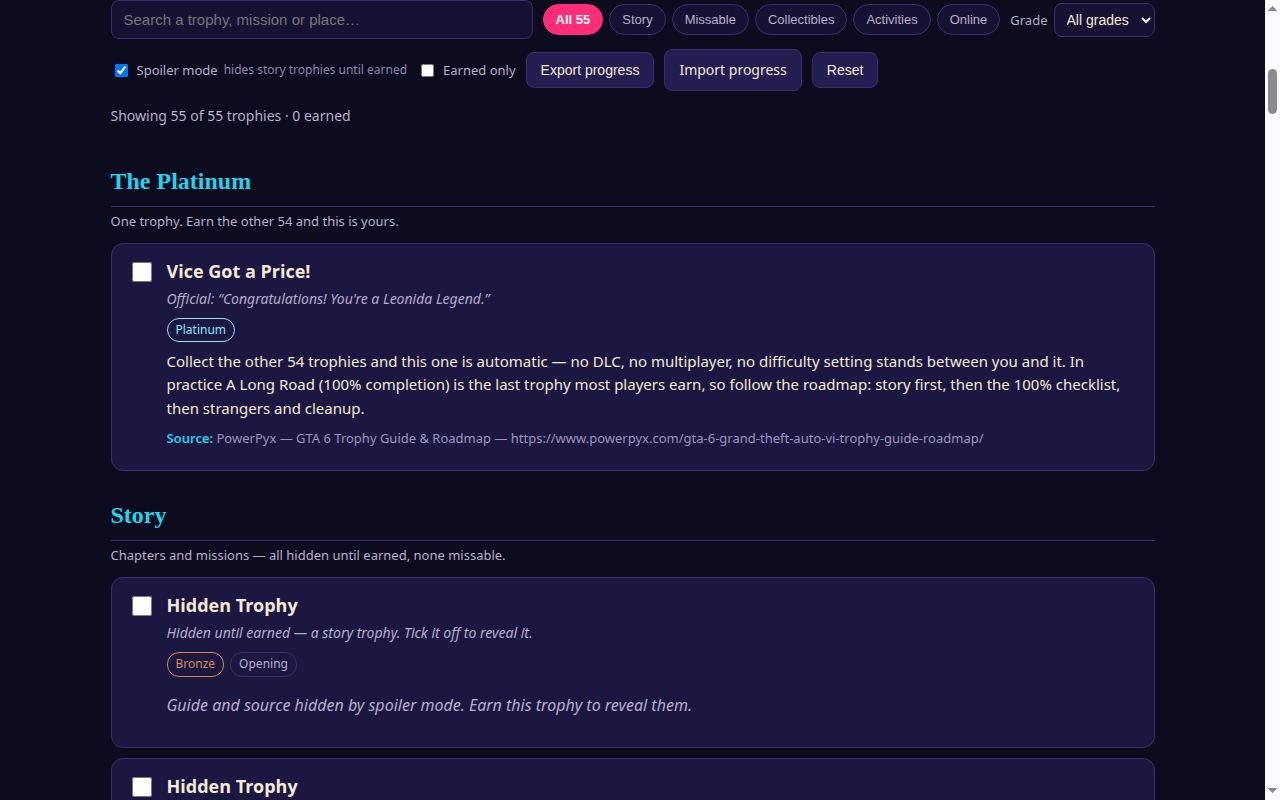 Search a trophy, mission or place…
All 55
Story
Missable
Collectibles
Activities
Online
Grade
All grades
Spoiler mode hides story trophies until earned
Earned only
Export progress
Import progress
Reset
Showing 55 of 55 trophies · 0 earned
The Platinum
One trophy. Earn the other 54 and this is yours.
Vice Got a Price!
Official: “Congratulations! You're a Leonida Legend.”
Platinum
Collect the other 54 trophies and this one is automatic — no DLC, no multiplayer, no difficulty setting stands between you and it. In
practice A Long Road (100% completion) is the last trophy most players earn, so follow the roadmap: story first, then the 100% checklist,
then strangers and cleanup.
Source: PowerPyx — GTA 6 Trophy Guide & Roadmap — https://www.powerpyx.com/gta-6-grand-theft-auto-vi-trophy-guide-roadmap/
Story
Chapters and missions — all hidden until earned, none missable.
Hidden Trophy
Hidden until earned — a story trophy. Tick it off to reveal it.
Bronze
Opening
Guide and source hidden by spoiler mode. Earn this trophy to reveal them.
Hidden Trophy